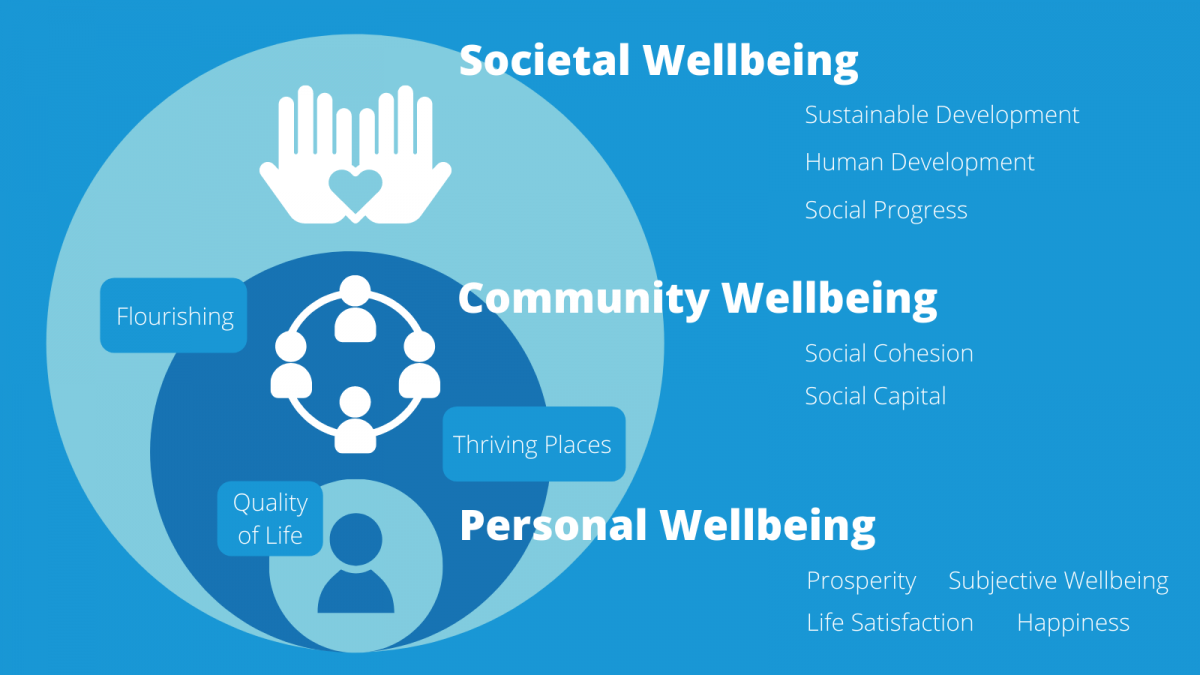 Societal Wellbeing
Sustainable Development
Human Development
Social Progress
Flourishing
Community Wellbeing
Social Cohesion
Social Capital
Thriving Places
Quality
of Life
Personal Wellbeing
Prosperity Subjective Wellbeing
Life Satisfaction Happiness